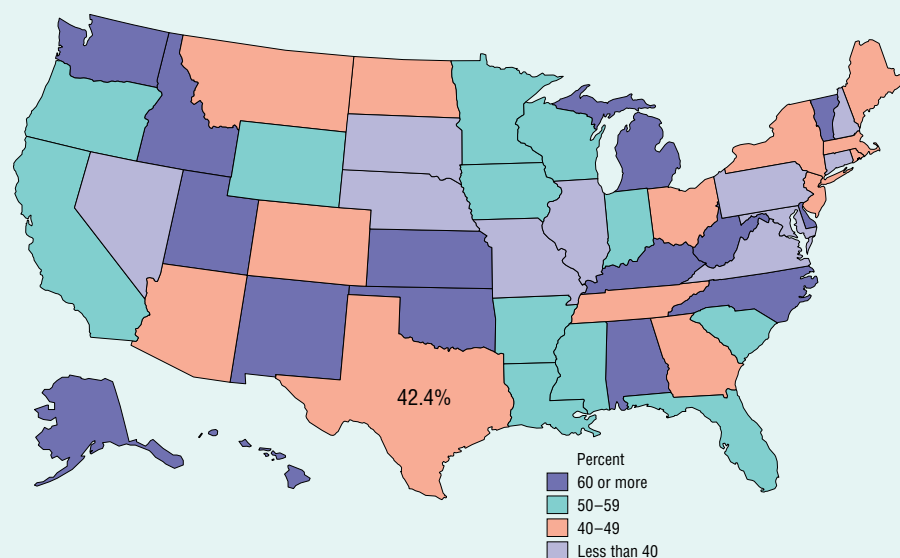 42.4%
Percent
60 or more
50–59
40–49
Less than 40